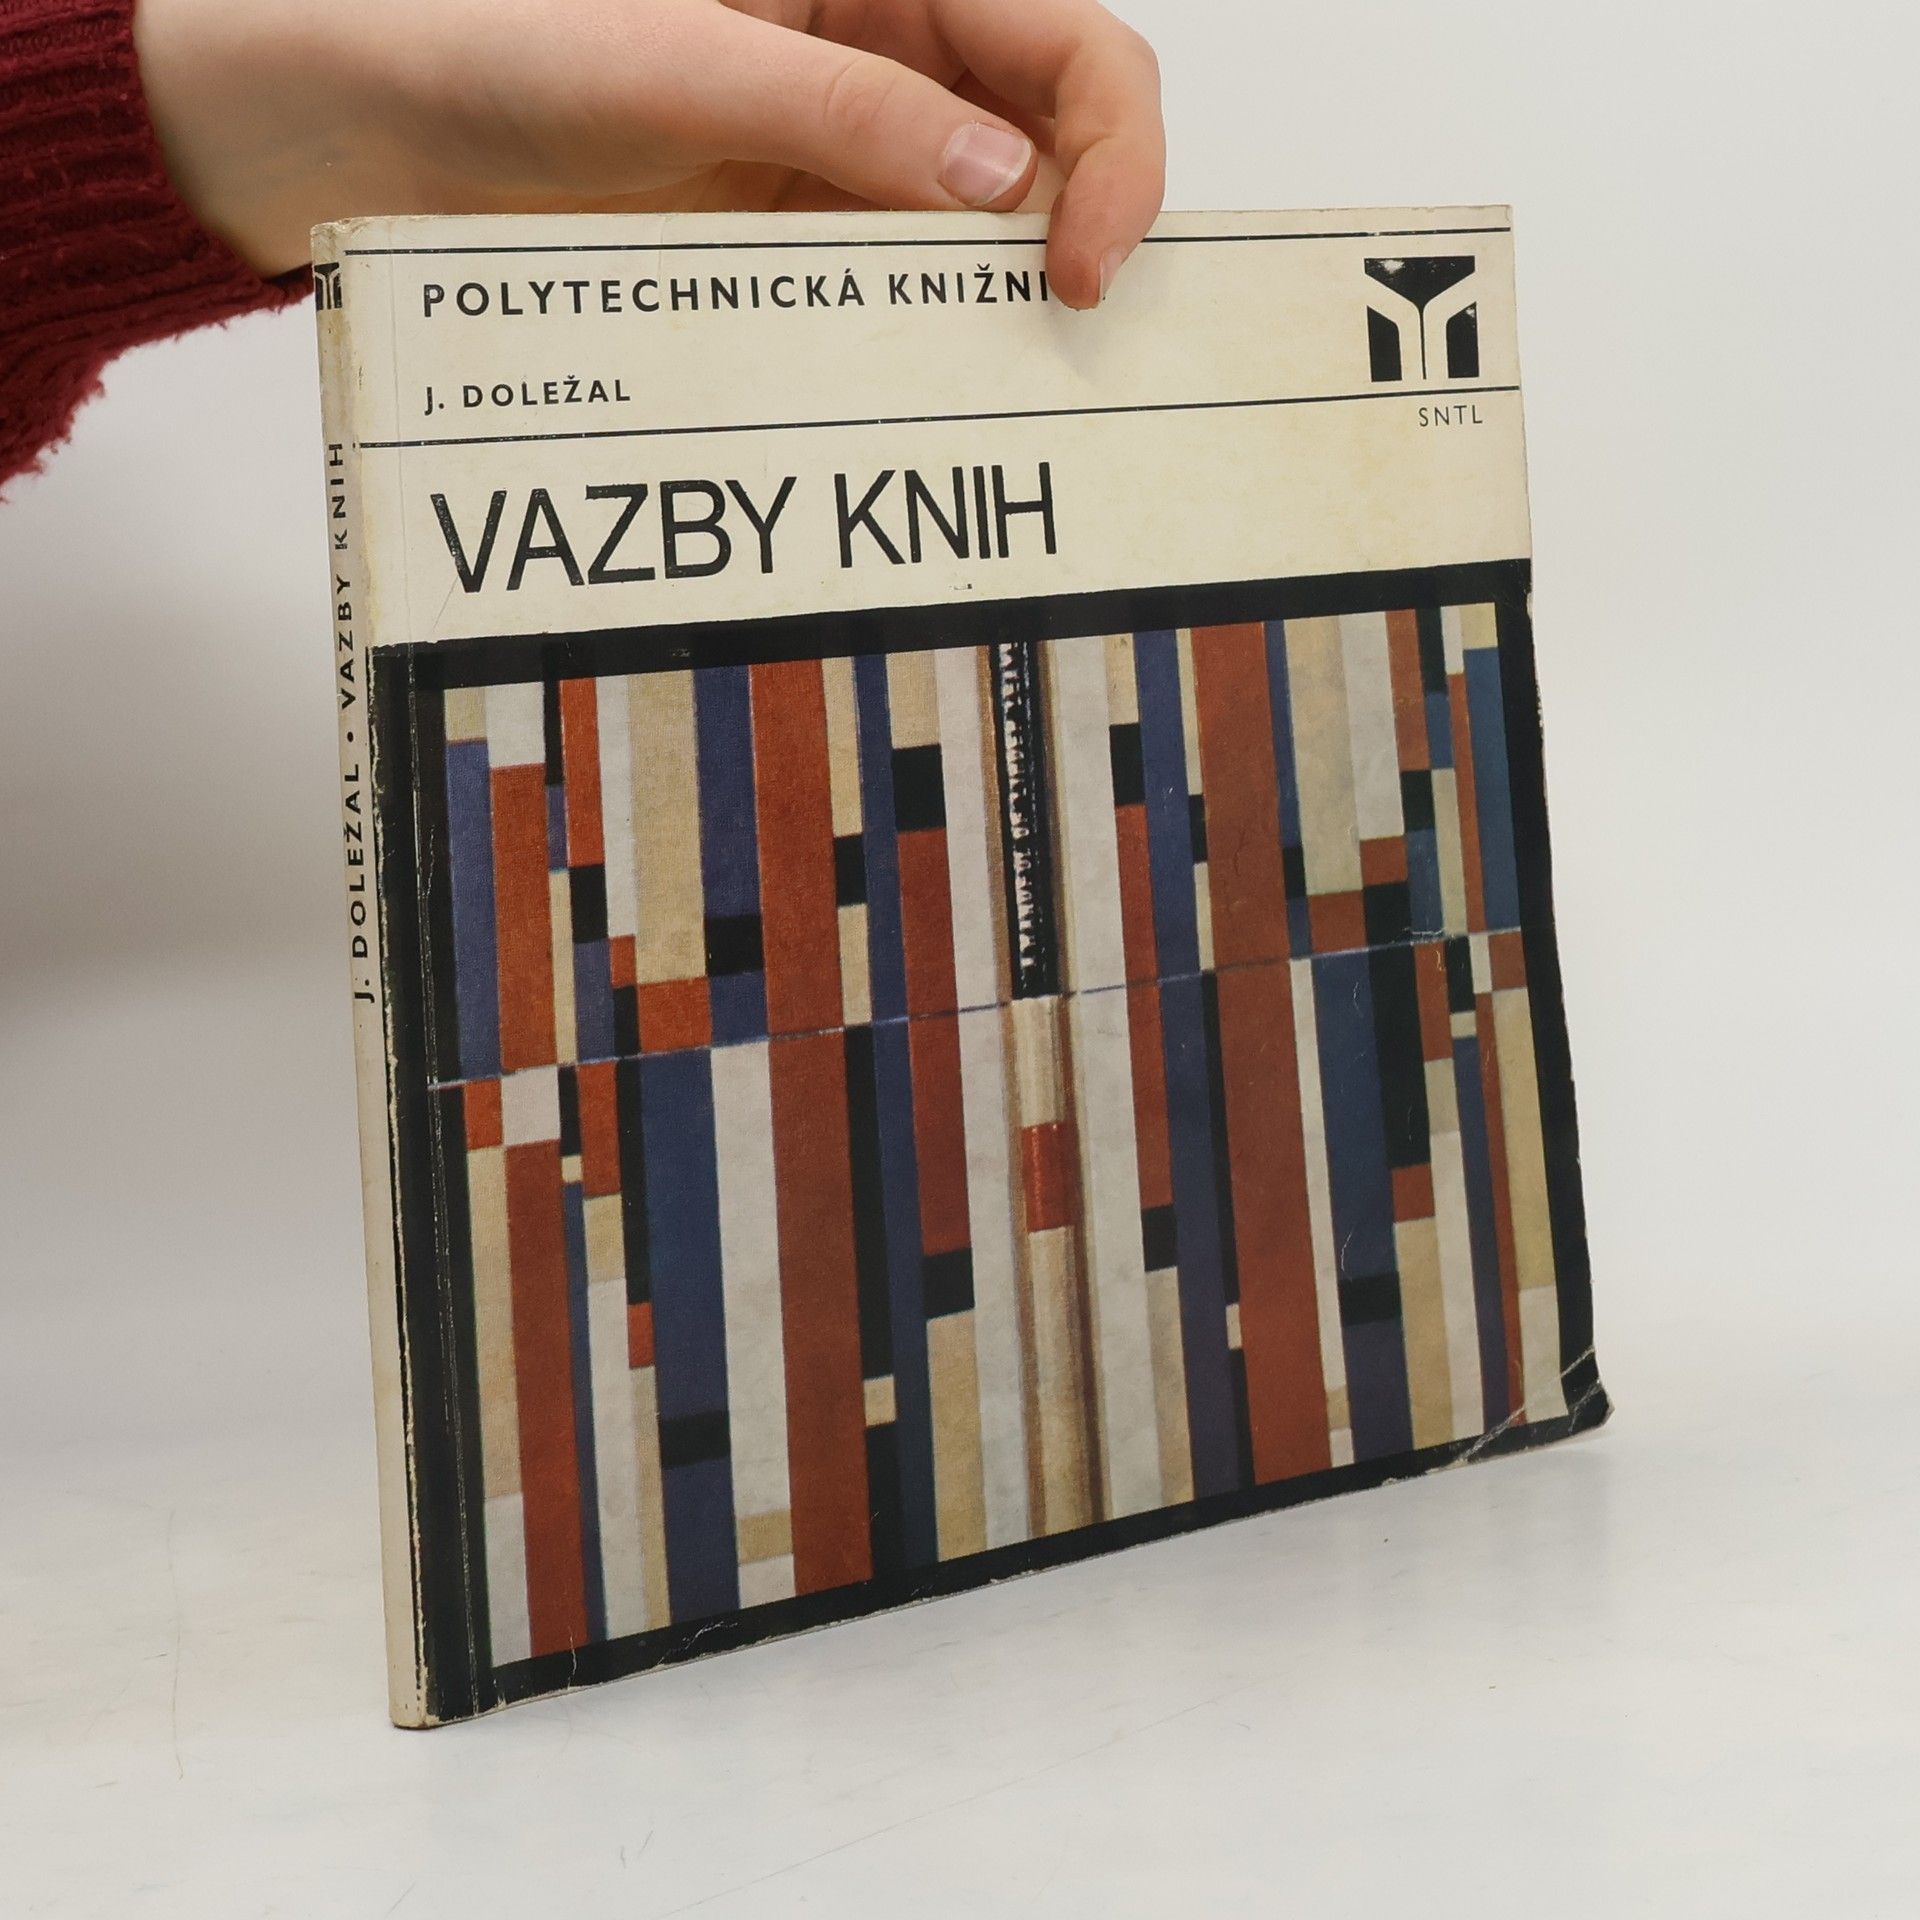 POLYTECHNICKÁ KNIŽNI
J. DOLEŽAL
SNTL
VAZBY KNIH
J. DOLEŽAL • VAZBY KNIH